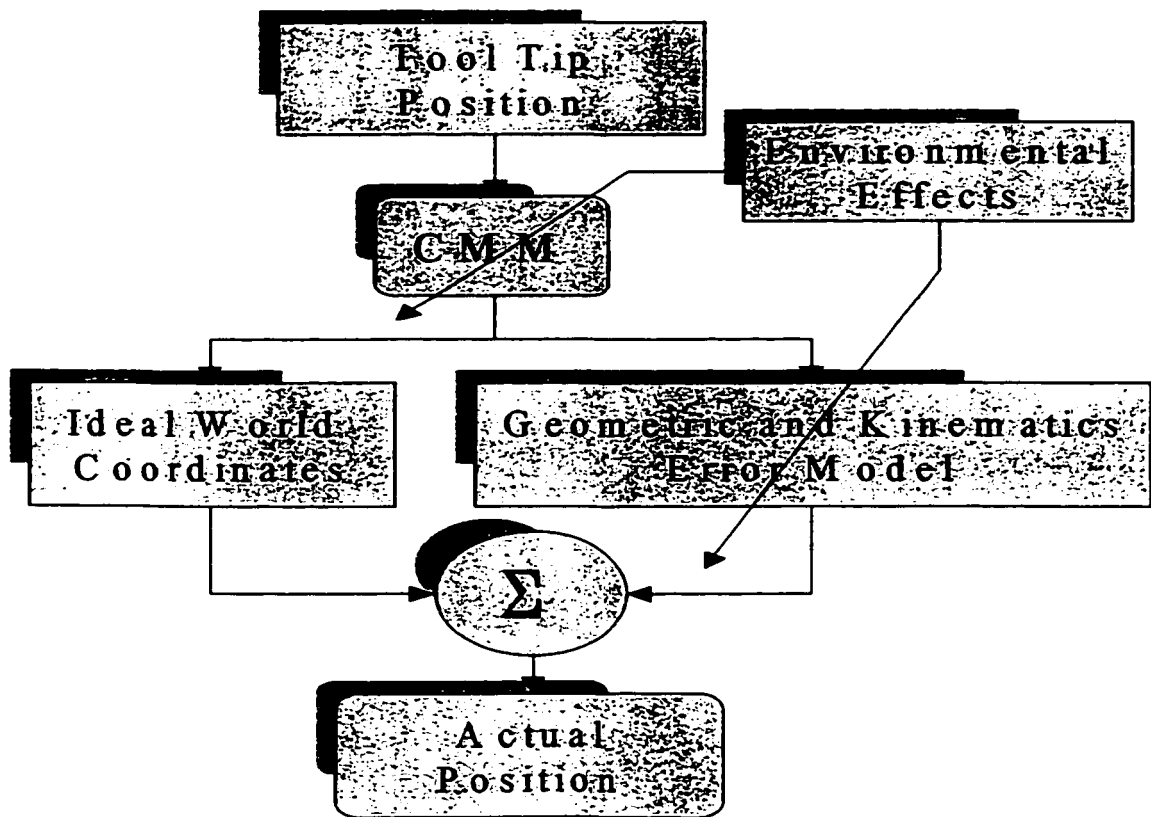 Tool Tip
Position
Environmental
Effects
CMM
Ideal World
Coordinates
Geometric and Kinematics
Error Model
Σ
Actual
Position